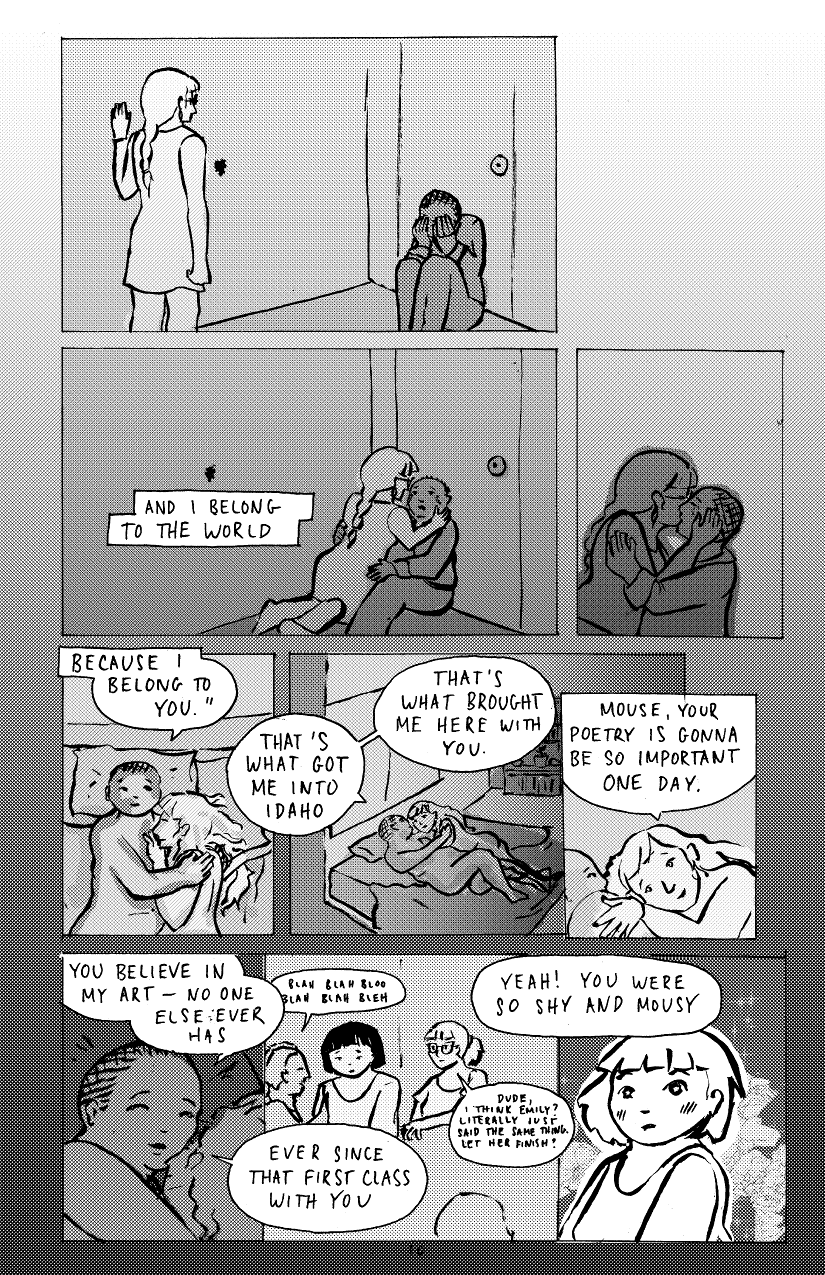 AND I BELONG
TO THE WORLD
BECAUSE I
BELONG TO
YOU."
THAT'S
WHAT GOT
ME INTO
IDAHO
THAT'S
WHAT BROUGHT
ME HERE WITH
YOU.
MOUSE, YOUR
POETRY IS GONNA
BE SO IMPORTANT
ONE DAY.
YOU BELIEVE IN
MY ART — NO ONE
ELSE EVER
HAS
EVER SINCE
THAT FIRST CLASS
WITH YOU
BLAH BLAH BLOO
BLAH BLAH BLEH
DUDE,
I THINK EMILY?
LITERALLY JUST
SAID THE SAME THING.
LET HER FINISH?
YEAH! YOU WERE
SO SHY AND MOUSY